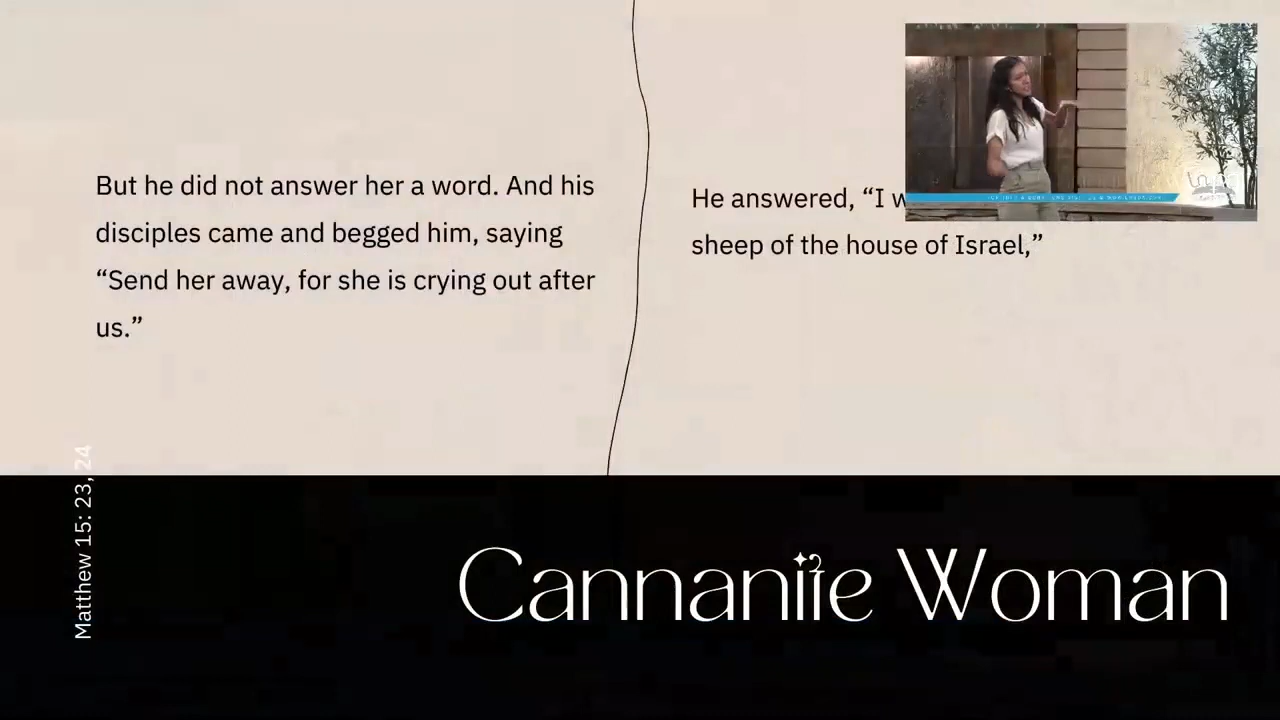 But he did not answer her a word. And his
disciples came and begged him, saying
“Send her away, for she is crying out after
us.”
He answered, “I
sheep of the house of Israel,”
Matthew 15: 23, 24
Cannanite Woman